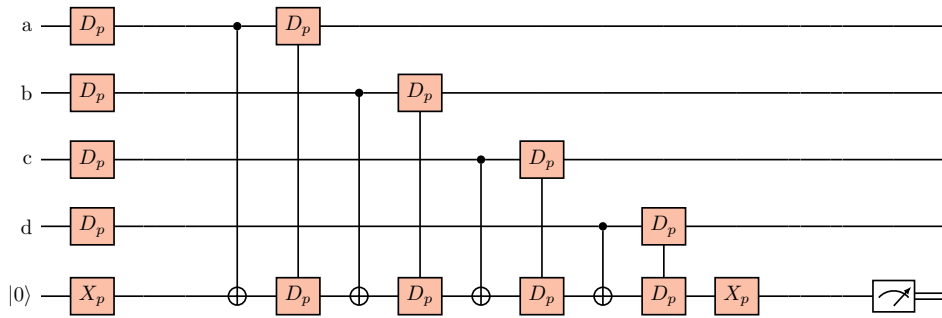 a D_p D_p
b D_p D_p
c D_p D_p
d D_p D_p
|0⟩ X_p D_p D_p D_p D_p X_p